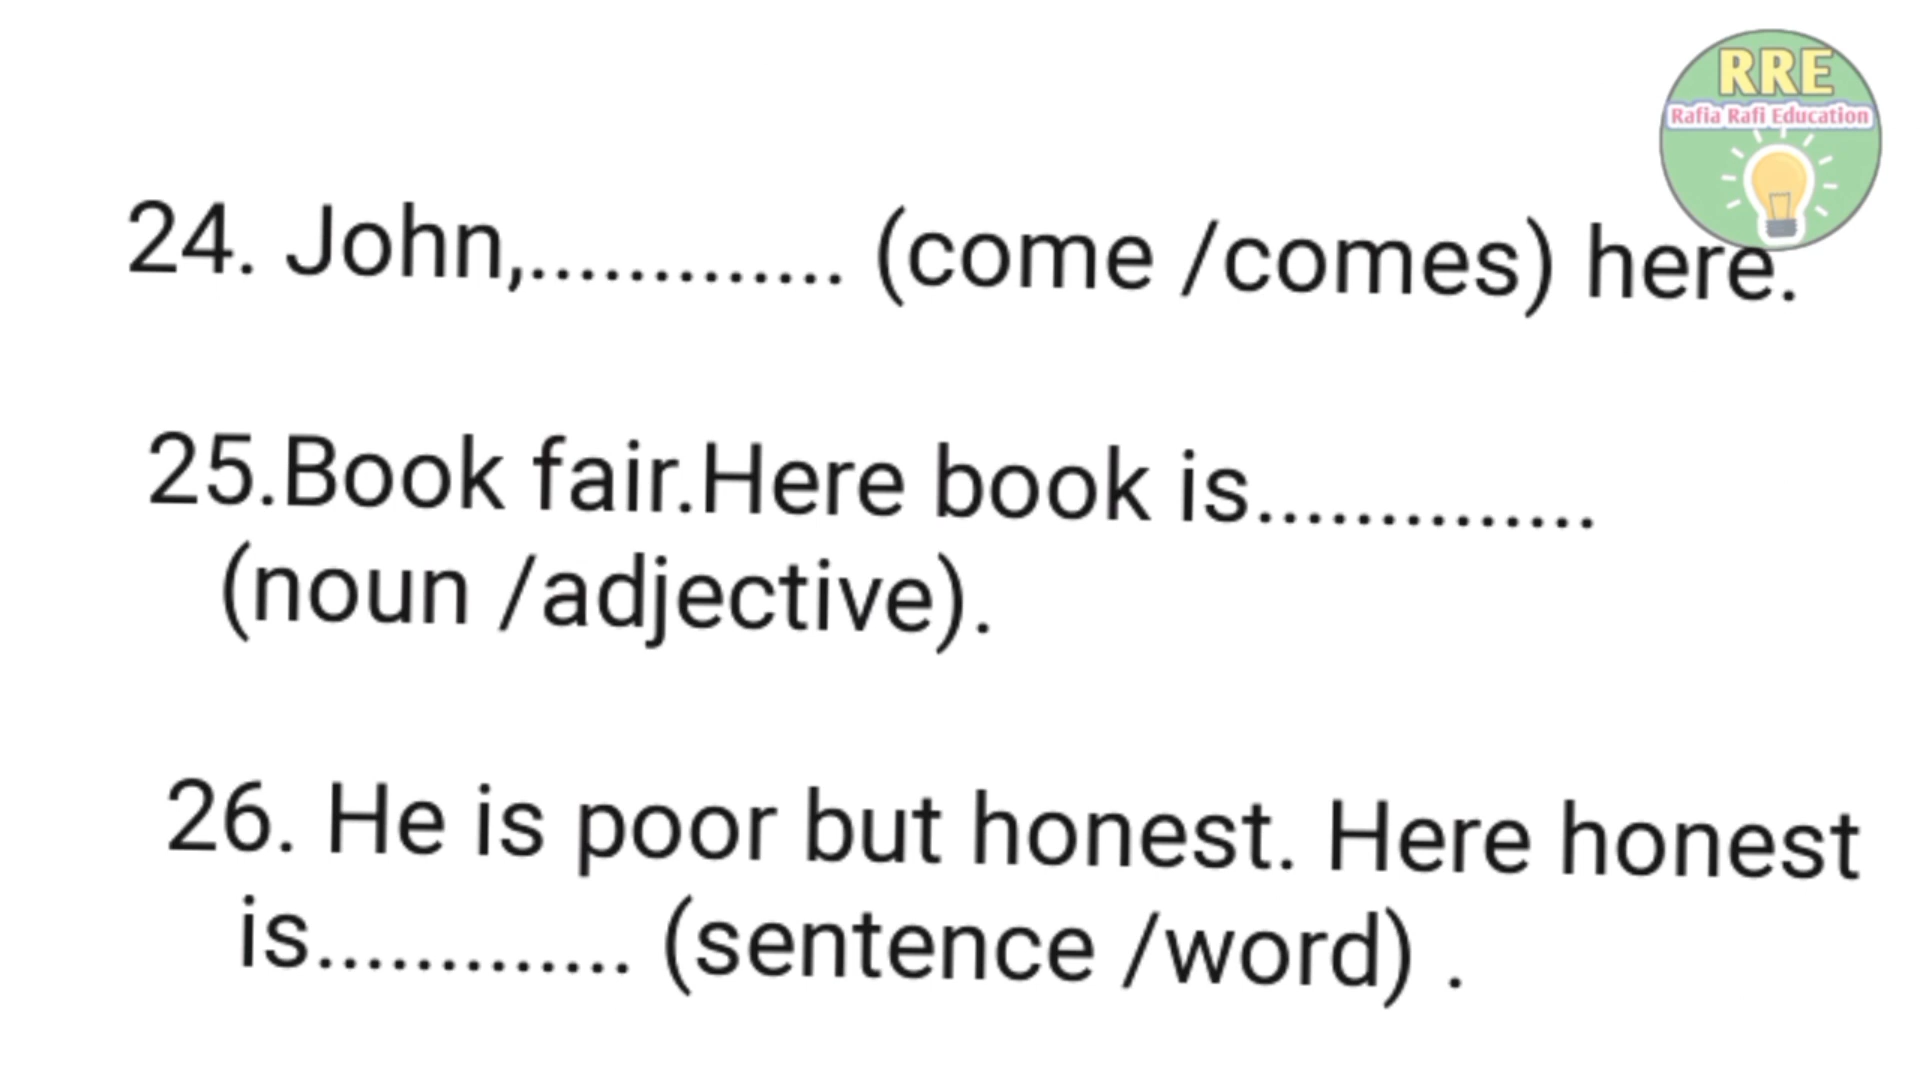 RRE
Rafia Rafi Education
24. John,............. (come /comes) here.
25.Book fair.Here book is..............
(noun /adjective).
26. He is poor but honest. Here honest
is............. (sentence /word) .